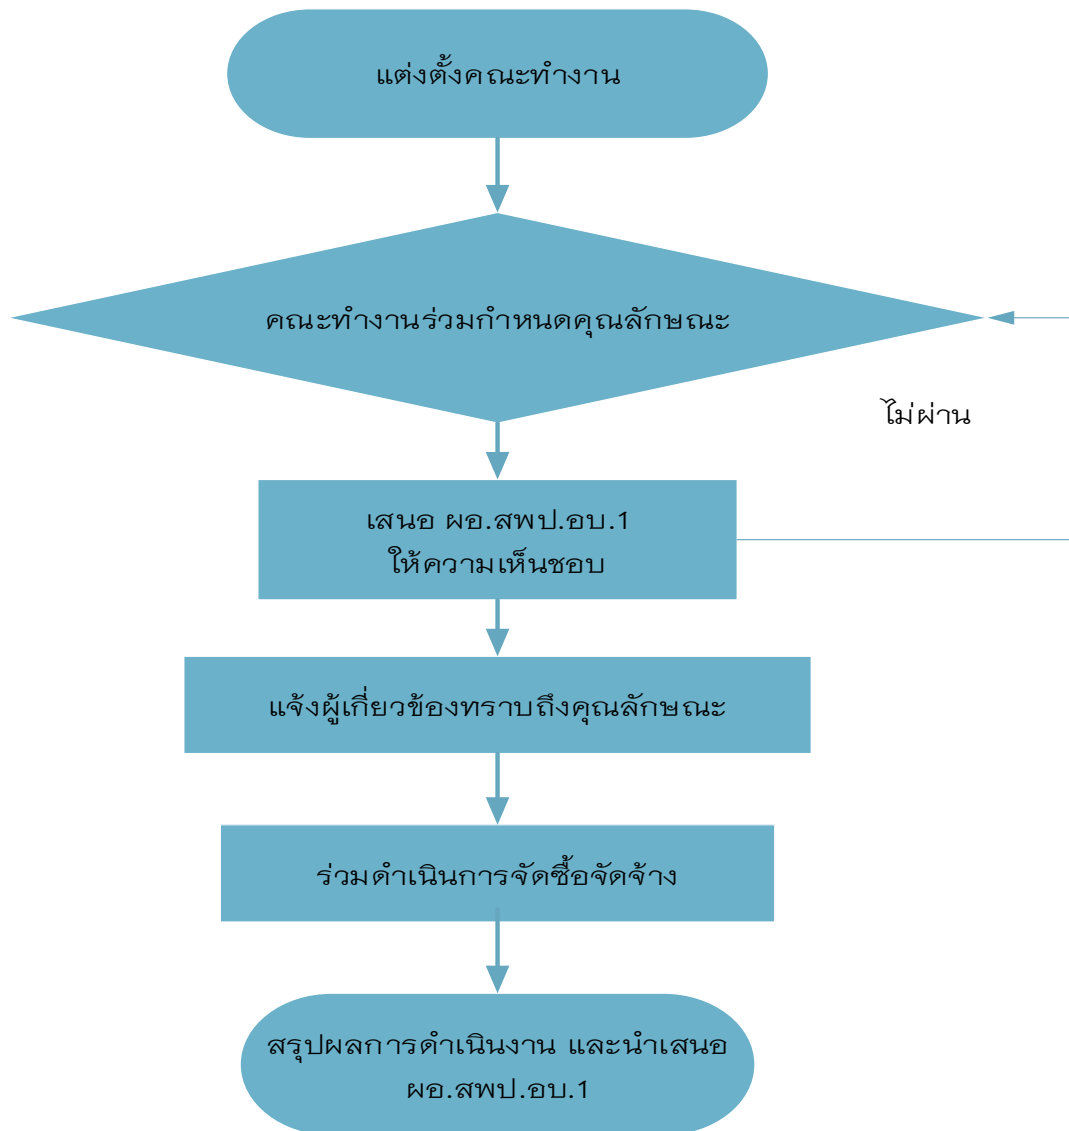 แต่งตั้งคณะทำงาน
คณะทำงานร่วมกำหนดคุณลักษณะ
ไม่ผ่าน
เสนอ ผอ.สพป.อบ.1
ให้ความเห็นชอบ
แจ้งผู้เกี่ยวข้องทราบถึงคุณลักษณะ
ร่วมดำเนินการจัดซื้อจัดจ้าง
สรุปผลการดำเนินงาน และนำเสนอ
ผอ.สพป.อบ.1